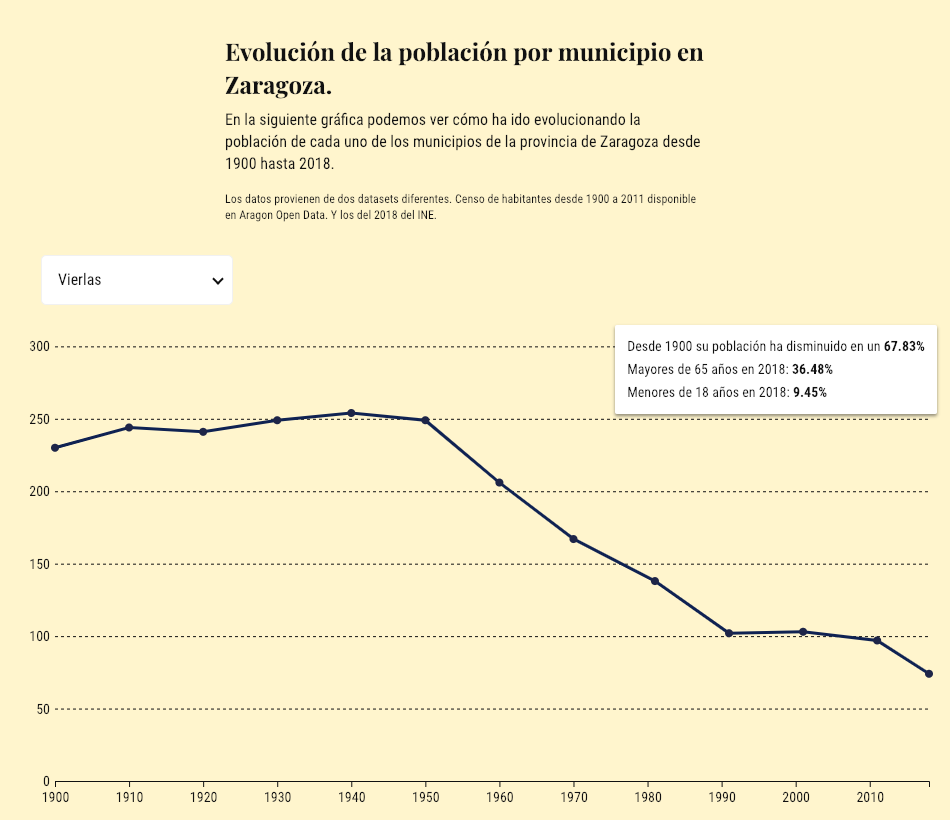 Evolución de la población por municipio en
Zaragoza.
En la siguiente gráfica podemos ver cómo ha ido evolucionando la
población de cada uno de los municipios de la provincia de Zaragoza desde
1900 hasta 2018.
Los datos provienen de dos datasets diferentes. Censo de habitantes desde 1900 a 2011 disponible
en Aragon Open Data. Y los del 2018 del INE.
Vierlas
Desde 1900 su población ha disminuido en un 67.83%
Mayores de 65 años en 2018: 36.48%
Menores de 18 años en 2018: 9.45%
300
250
200
150
100
50
0
1900 1910 1920 1930 1940 1950 1960 1970 1980 1990 2000 2010